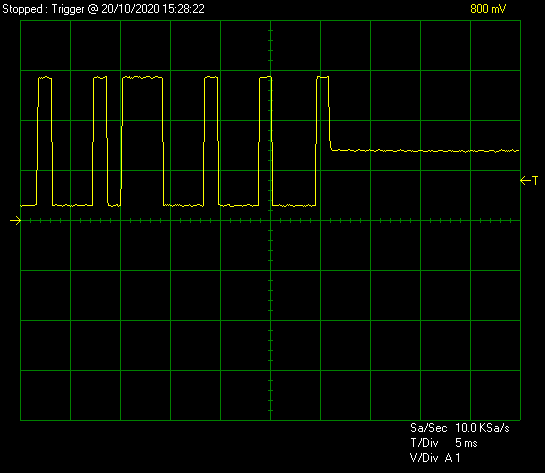 Stopped : Trigger @ 20/10/2020 15:28:22 800 mV
T
Sa/Sec 10.0 KSa/s
T/Div 5 ms
V/Div A 1